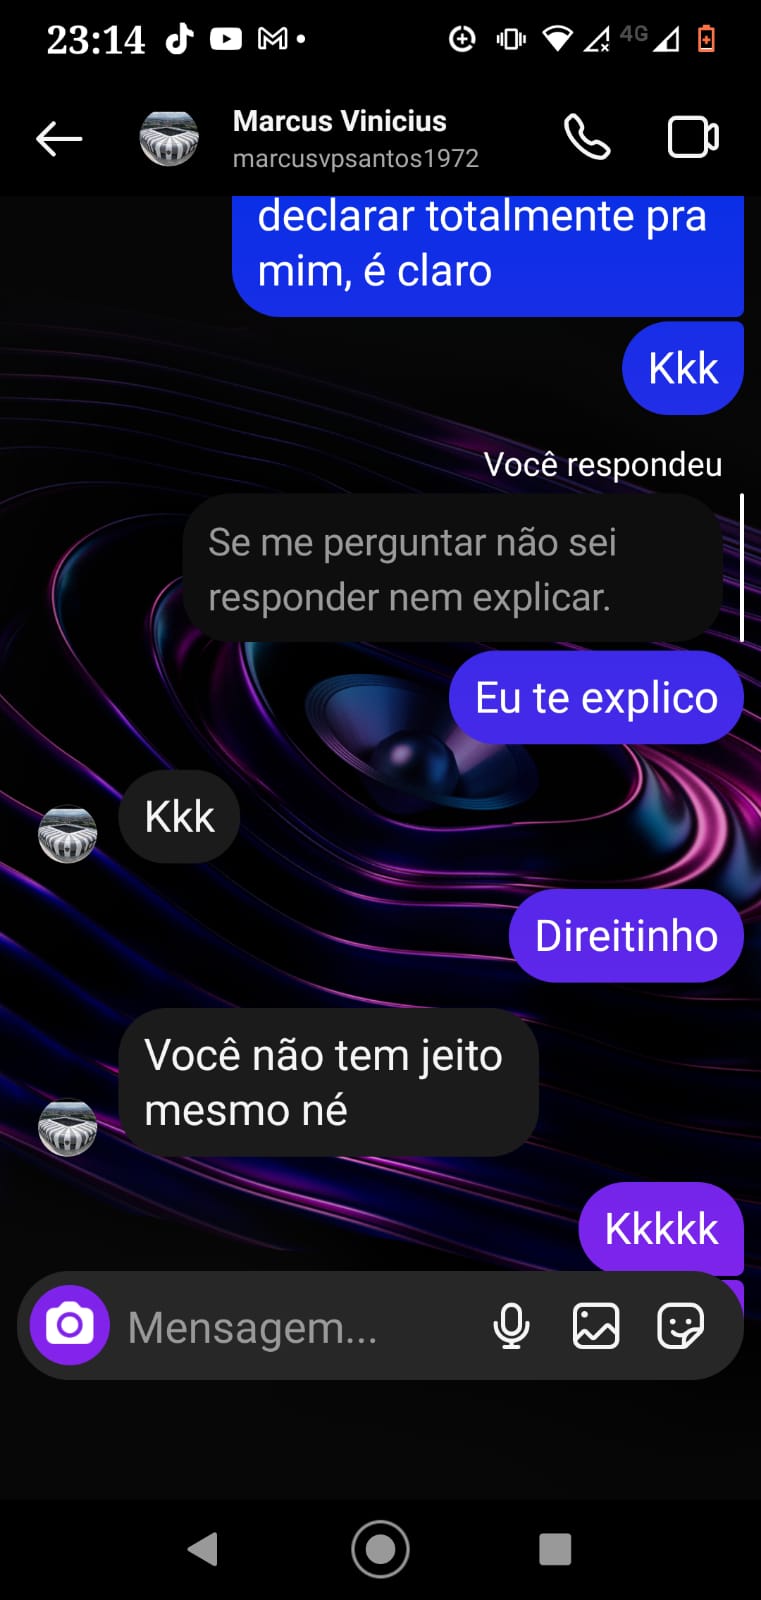 23:14
4G
Marcus Vinicius
marcusvpsantos1972
declarar totalmente pra
mim, é claro
Kkk
Você respondeu
Se me perguntar não sei
responder nem explicar.
Eu te explico
Kkk
Direitinho
Você não tem jeito
mesmo né
Kkkkk
Mensagem...